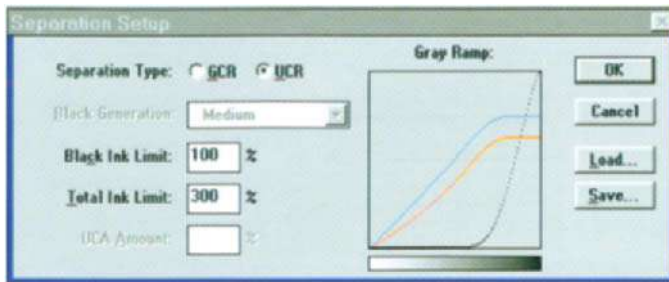 Separation Setup
Separation Type: GCR UCR
Gray Ramp:
OK
Black Generation: Medium
Cancel
Black Ink Limit: 100 %
Load...
Total Ink Limit: 300 %
Save...
UCA Amount: %